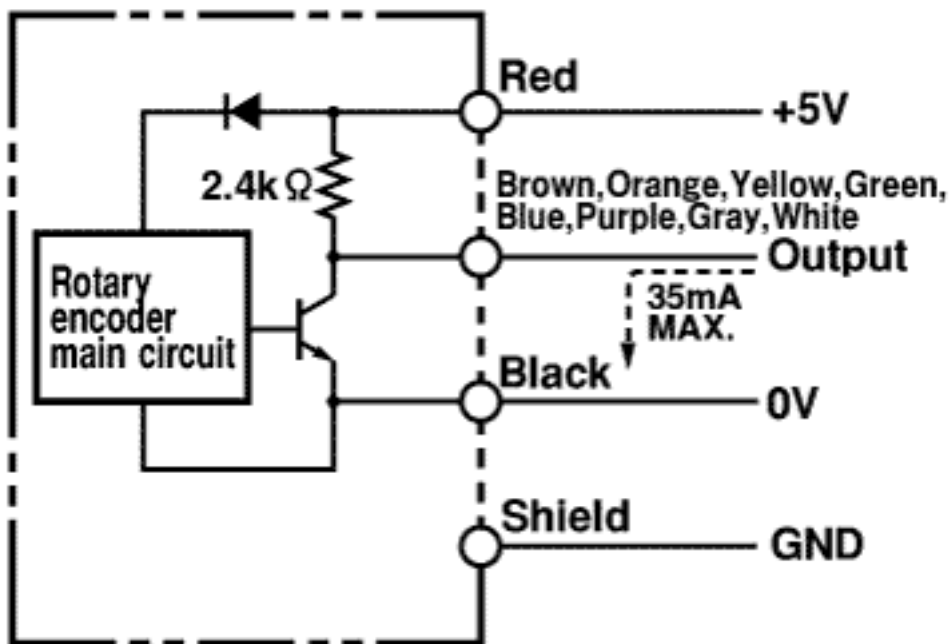 Red
+5V
2.4kΩ
Brown,Orange,Yellow,Green,
Blue,Purple,Gray,White
Output
Rotary
encoder
main circuit
35mA
MAX.
Black
0V
Shield
GND